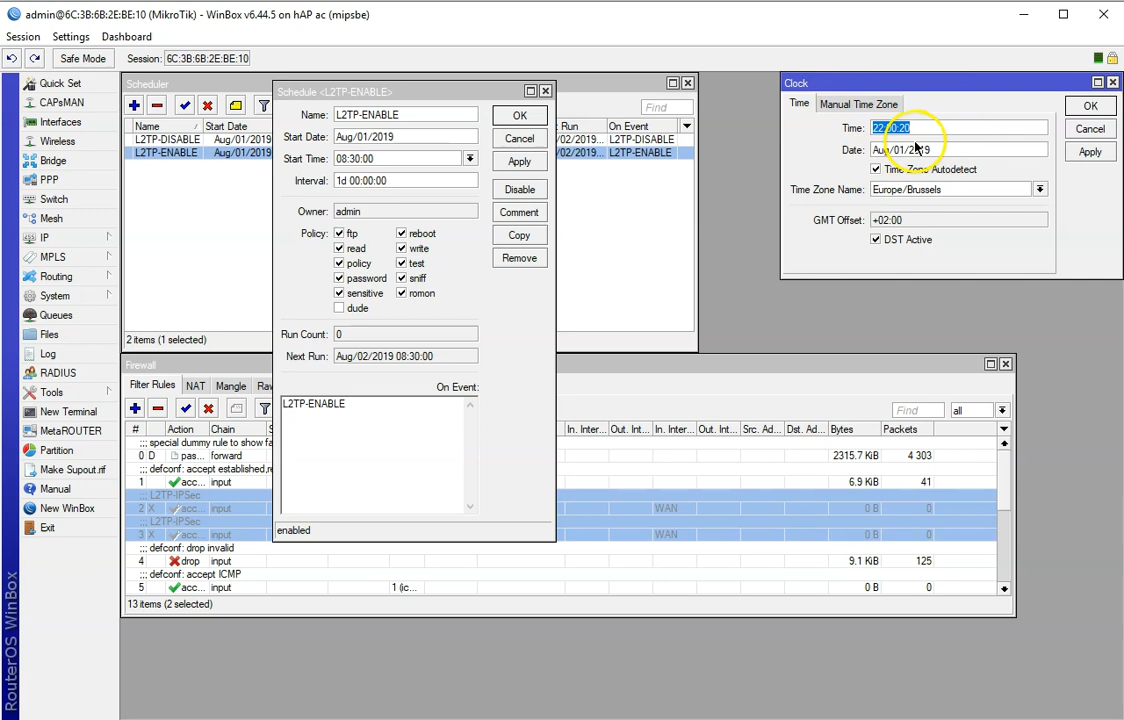 admin@6C:3B:6B:2E:BE:10 (MikroTik) - WinBox v6.44.5 on hAP ac (mipsbe)
Session Settings Dashboard
Safe Mode Session: 6C:3B:6B:2E:BE:10
Quick Set
CAPsMAN
Interfaces
Wireless
Bridge
PPP
Switch
Mesh
IP
MPLS
Routing
System
Queues
Files
Log
RADIUS
Tools
New Terminal
MetaROUTER
Partition
Make Supout.rif
Manual
New WinBox
Exit
RouterOS WinBox
Scheduler
Find
Name Start Date Run On Event
L2TP-DISABLE Aug/01/2019 /02/2019... L2TP-DISABLE
L2TP-ENABLE Aug/01/2019 /02/2019... L2TP-ENABLE
2 items (1 selected)
Schedule <L2TP-ENABLE>
Name: L2TP-ENABLE
Start Date: Aug/01/2019
Start Time: 08:30:00
Interval: 1d 00:00:00
Owner: admin
Policy: ftp reboot
read write
policy test
password sniff
sensitive romon
dude
Run Count: 0
Next Run: Aug/02/2019 08:30:00
On Event:
L2TP-ENABLE
enabled
OK
Cancel
Apply
Disable
Comment
Copy
Remove
Clock
Time Manual Time Zone
Time: 22:00:20
Date: Aug/01/2019
Time Zone Autodetect
Time Zone Name: Europe/Brussels
GMT Offset: +02:00
DST Active
OK
Cancel
Apply
Firewall
Filter Rules NAT Mangle Raw
Find all
# Action Chain In. Inter... Out. Int... In. Inter... Out. Int... Src. Ad... Dst. Ad... Bytes Packets
;;; special dummy rule to show fa
0 D pas... forward 2315.7 KiB 4 303
;;; defconf: accept established,re
1 acc... input 6.9 KiB 41
;;; L2TP-IPSec
2 X acc... input WAN 0 B 0
;;; L2TP-IPSec
3 X acc... input WAN 0 B 0
;;; defconf: drop invalid
4 drop input 9.1 KiB 125
;;; defconf: accept ICMP
5 acc... input 1 (ic... 0 B 0
13 items (2 selected)